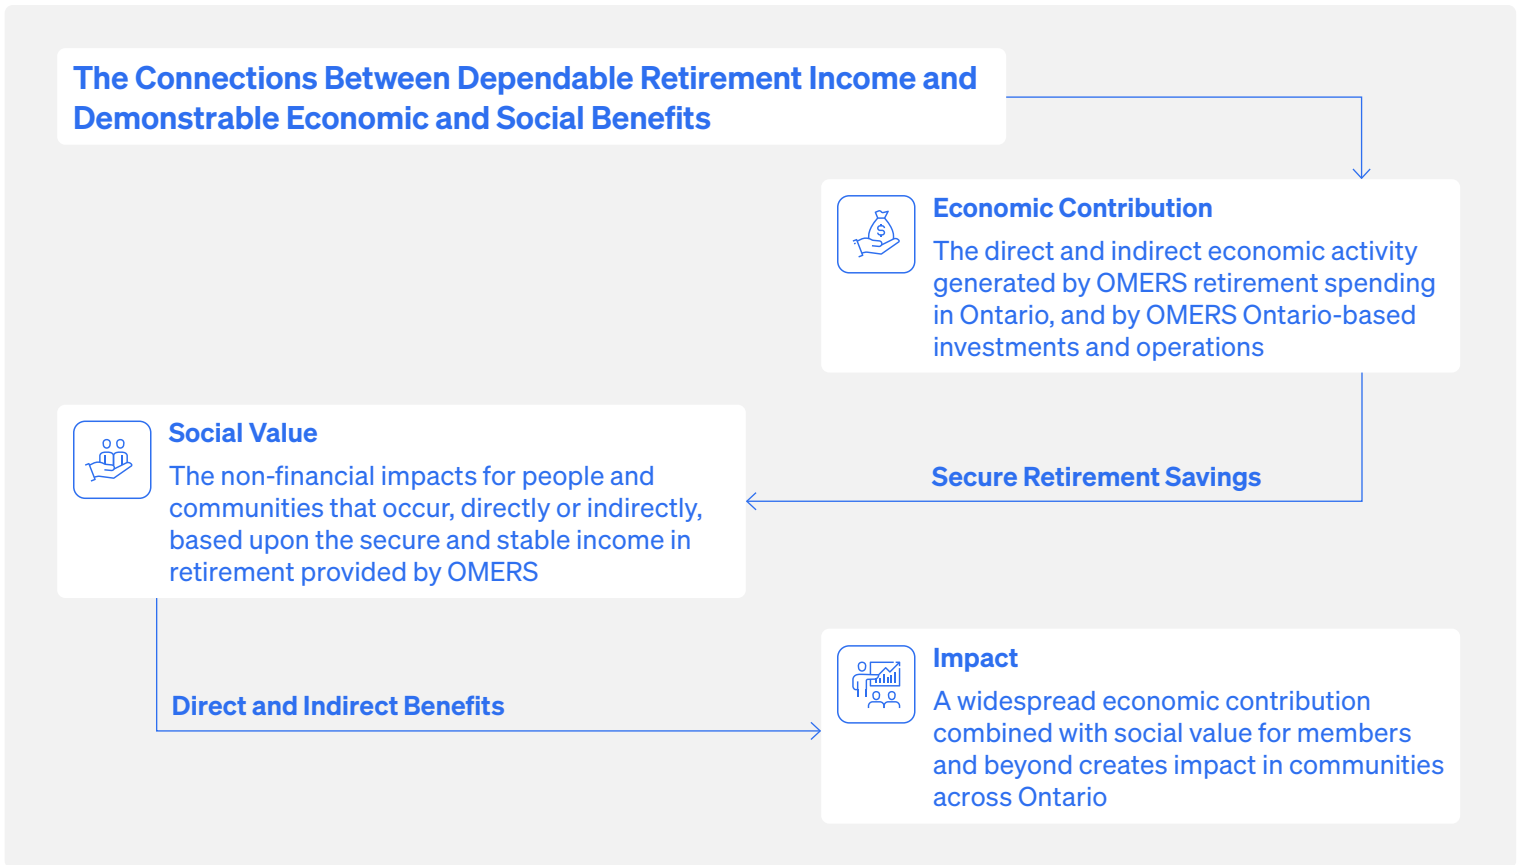 The Connections Between Dependable Retirement Income and
Demonstrable Economic and Social Benefits
Economic Contribution
The direct and indirect economic activity
generated by OMERS retirement spending
in Ontario, and by OMERS Ontario-based
investments and operations
Secure Retirement Savings
Social Value
The non-financial impacts for people and
communities that occur, directly or indirectly,
based upon the secure and stable income in
retirement provided by OMERS
Direct and Indirect Benefits
Impact
A widespread economic contribution
combined with social value for members
and beyond creates impact in communities
across Ontario
$